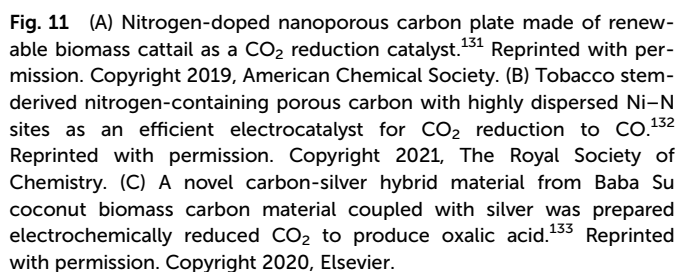 Fig. 11 (A) Nitrogen-doped nanoporous carbon plate made of renew-
able biomass cattail as a CO₂ reduction catalyst.¹³¹ Reprinted with per-
mission. Copyright 2019, American Chemical Society. (B) Tobacco stem-
derived nitrogen-containing porous carbon with highly dispersed Ni–N
sites as an efficient electrocatalyst for CO₂ reduction to CO.¹³²
Reprinted with permission. Copyright 2021, The Royal Society of
Chemistry. (C) A novel carbon-silver hybrid material from Baba Su
coconut biomass carbon material coupled with silver was prepared
electrochemically reduced CO₂ to produce oxalic acid.¹³³ Reprinted
with permission. Copyright 2020, Elsevier.